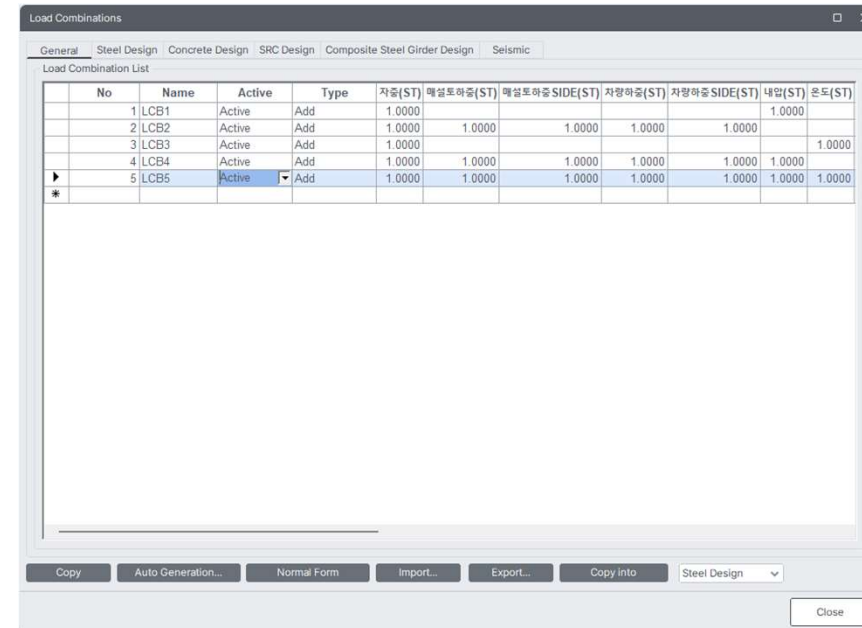 Load Combinations
General Steel Design Concrete Design SRC Design Composite Steel Girder Design Seismic
Load Combination List
No Name Active Type 자중(ST) 매설토하중(ST) 매설토하중SIDE(ST) 차량하중(ST) 차량하중SIDE(ST) 내압(ST) 온도(ST)
1 LCB1 Active Add 1.0000 1.0000
2 LCB2 Active Add 1.0000 1.0000 1.0000 1.0000 1.0000
3 LCB3 Active Add 1.0000 1.0000
4 LCB4 Active Add 1.0000 1.0000 1.0000 1.0000 1.0000 1.0000
5 LCB5 Active Add 1.0000 1.0000 1.0000 1.0000 1.0000 1.0000 1.0000
Copy Auto Generation... Normal Form Import... Export... Copy into Steel Design
Close